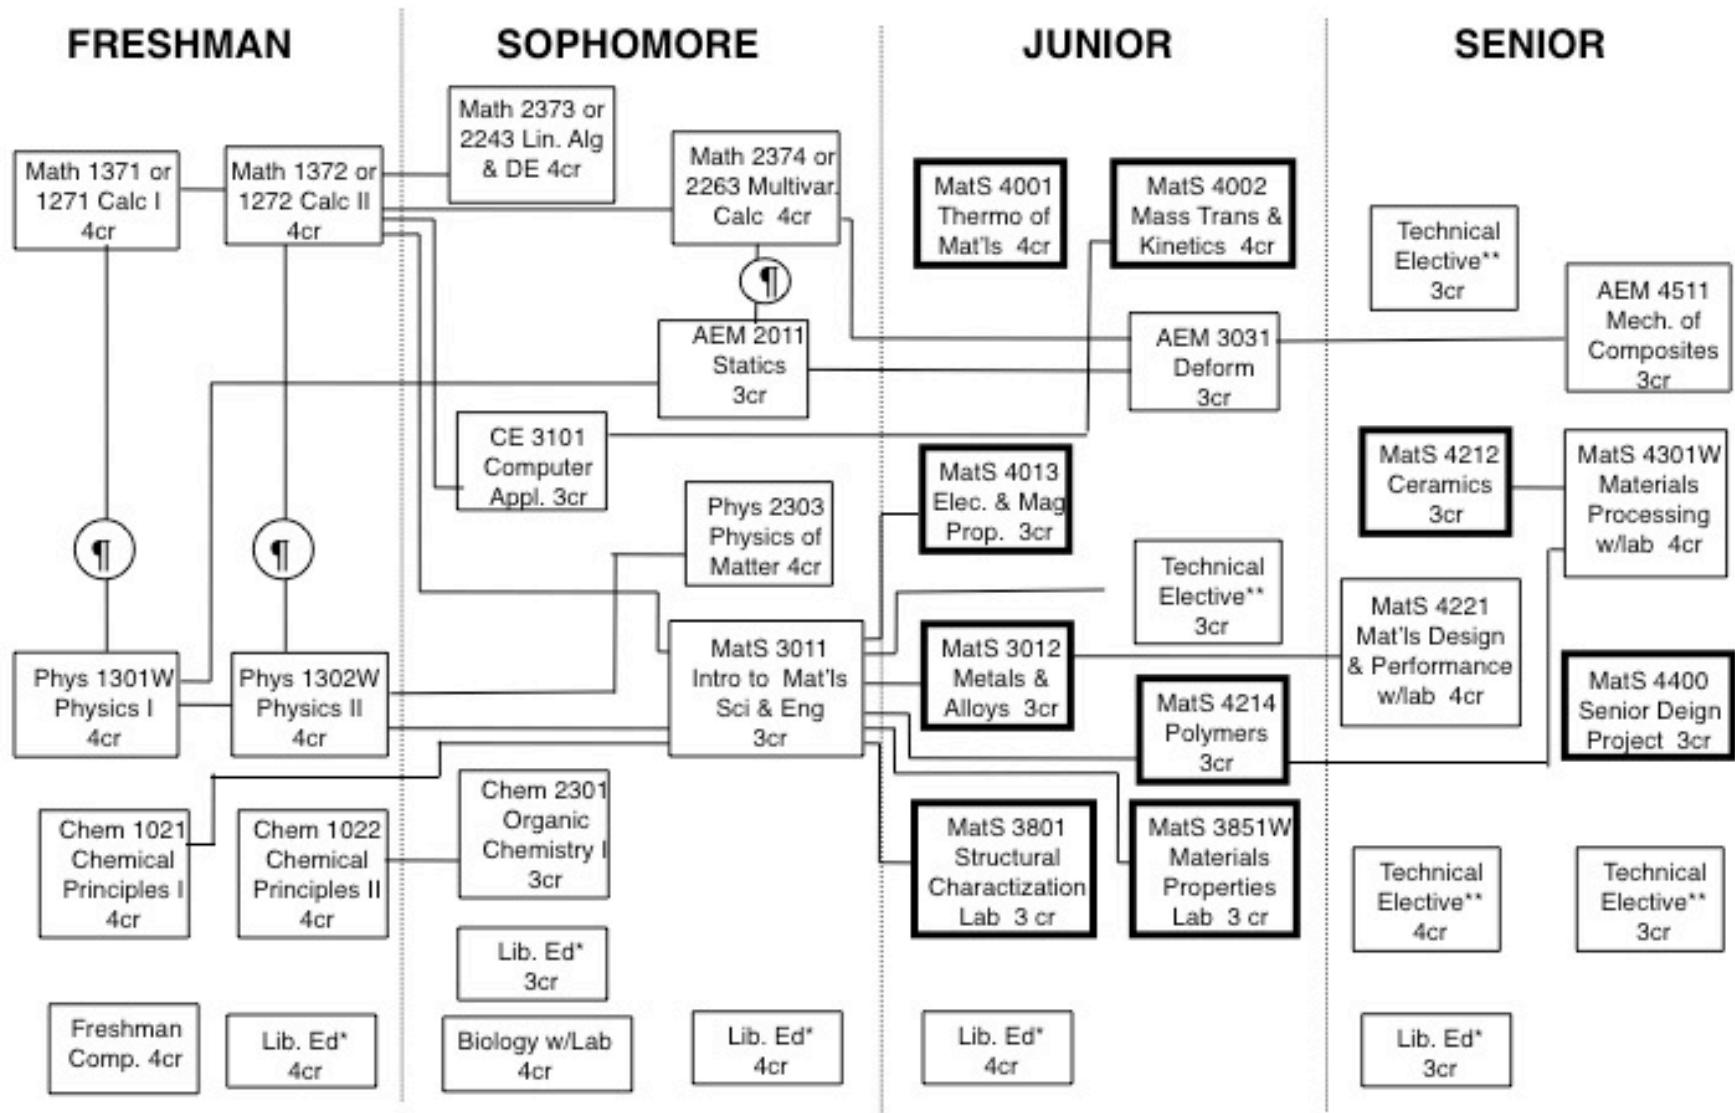 FRESHMAN
SOPHOMORE
JUNIOR
SENIOR
Math 1371 or
1271 Calc I
4cr
Math 1372 or
1272 Calc II
4cr
¶
¶
Phys 1301W
Physics I
4cr
Phys 1302W
Physics II
4cr
Chem 1021
Chemical
Principles I
4cr
Chem 1022
Chemical
Principles II
4cr
Freshman
Comp. 4cr
Lib. Ed*
4cr
Math 2373 or
2243 Lin. Alg
& DE 4cr
Math 2374 or
2263 Multivar.
Calc 4cr
¶
AEM 2011
Statics
3cr
CE 3101
Computer
Appl. 3cr
Phys 2303
Physics of
Matter 4cr
MatS 3011
Intro to Mat'ls
Sci & Eng
3cr
Chem 2301
Organic
Chemistry I
3cr
Lib. Ed*
3cr
Biology w/Lab
4cr
Lib. Ed*
4cr
MatS 4001
Thermo of
Mat'ls 4cr
MatS 4002
Mass Trans &
Kinetics 4cr
AEM 3031
Deform
3cr
MatS 4013
Elec. & Mag
Prop. 3cr
Technical
Elective**
3cr
MatS 3012
Metals &
Alloys 3cr
MatS 4214
Polymers
3cr
MatS 3801
Structural
Charactization
Lab 3 cr
MatS 3851W
Materials
Properties
Lab 3 cr
Lib. Ed*
4cr
Technical
Elective**
3cr
AEM 4511
Mech. of
Composites
3cr
MatS 4212
Ceramics
3cr
MatS 4301W
Materials
Processing
w/lab 4cr
MatS 4221
Mat'ls Design
& Performance
w/lab 4cr
MatS 4400
Senior Deign
Project 3cr
Technical
Elective**
4cr
Technical
Elective**
3cr
Lib. Ed*
3cr